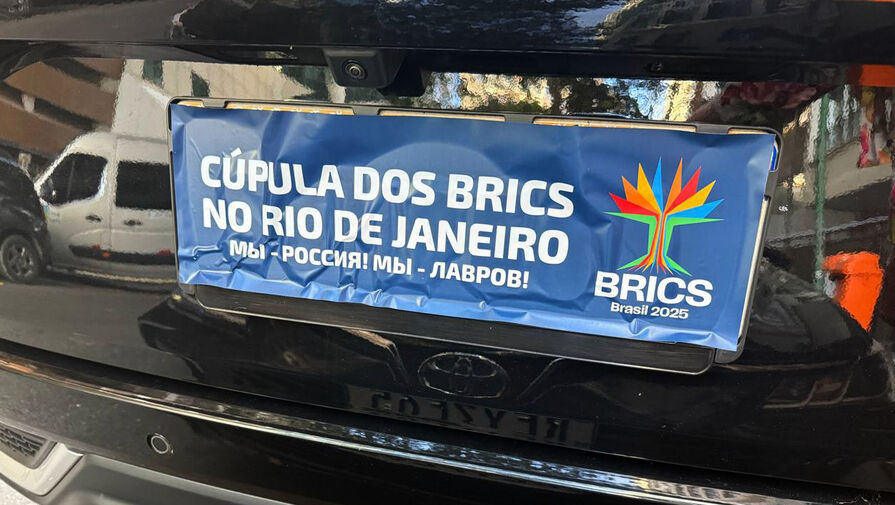 CÚPULA DOS BRICS
NO RIO DE JANEIRO
МЫ - РОССИЯ! МЫ - ЛАВРОВ!
BRICS
Brasil 2025